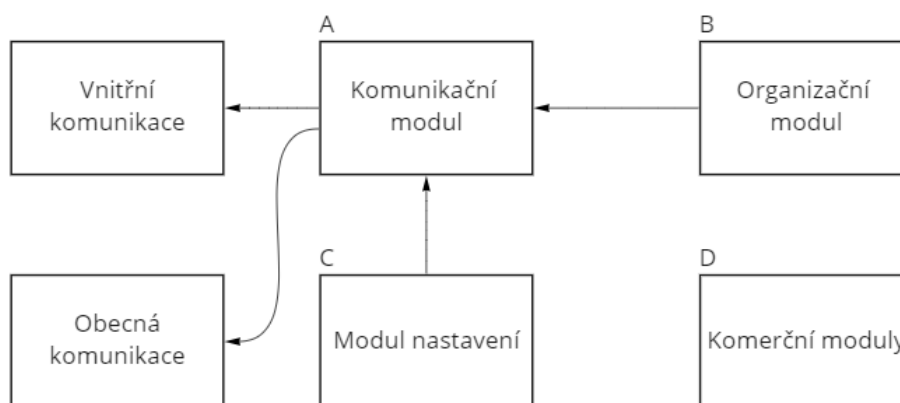 A
B
Vnitřní
komunikace
Komunikační
modul
Organizační
modul
C
D
Obecná
komunikace
Modul nastavení
Komerční moduly